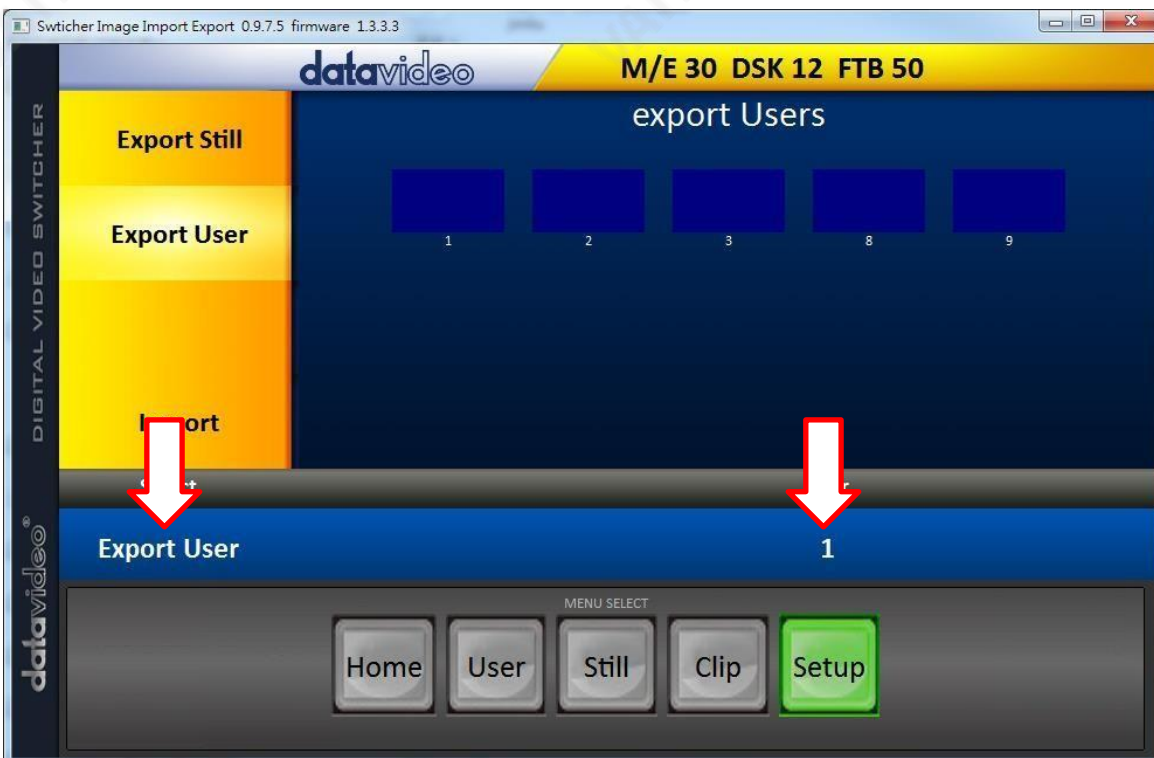 Swticher Image Import Export 0.9.7.5 firmware 1.3.3.3
datavideo
M/E 30 DSK 12 FTB 50
export Users
Export Still
Export User
1 2 3 8 9
DIGITAL VIDEO SWITCHER
Export User 1
datavideo®
MENU SELECT
Home User Still Clip Setup